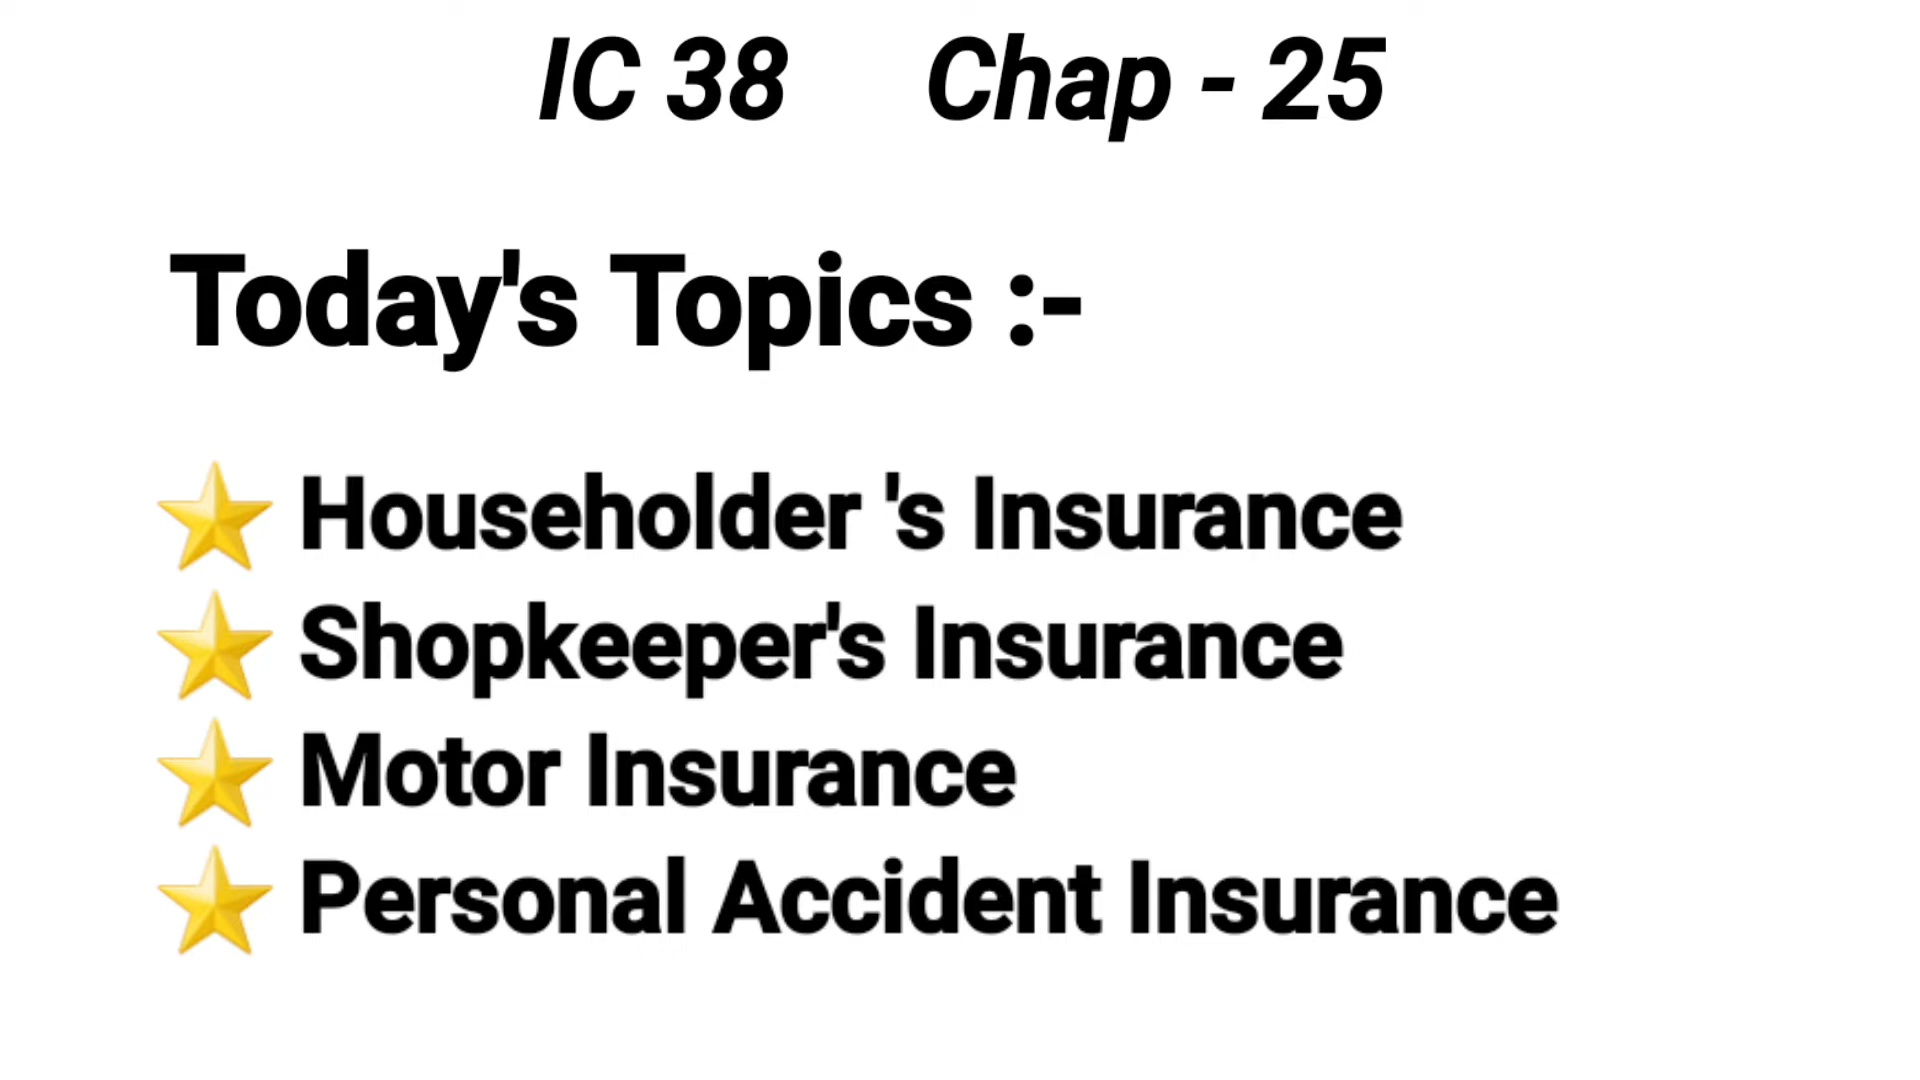 IC 38 Chap - 25
Today's Topics :-
⭐ Householder 's Insurance
⭐ Shopkeeper's Insurance
⭐ Motor Insurance
⭐ Personal Accident Insurance